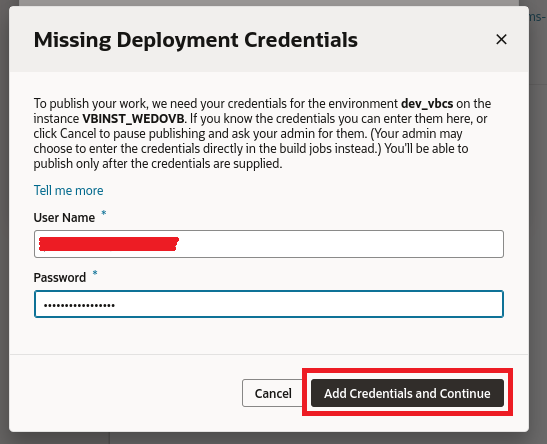 ms-
Missing Deployment Credentials
To publish your work, we need your credentials for the environment dev_vbcs on the
instance VBINST_WEDOVB. If you know the credentials you can enter them here, or
click Cancel to pause publishing and ask your admin for them. (Your admin may
choose to enter the credentials directly in the build jobs instead.) You'll be able to
publish only after the credentials are supplied.
Tell me more
User Name *
Password *
•••••••••••••••••
Cancel
Add Credentials and Continue